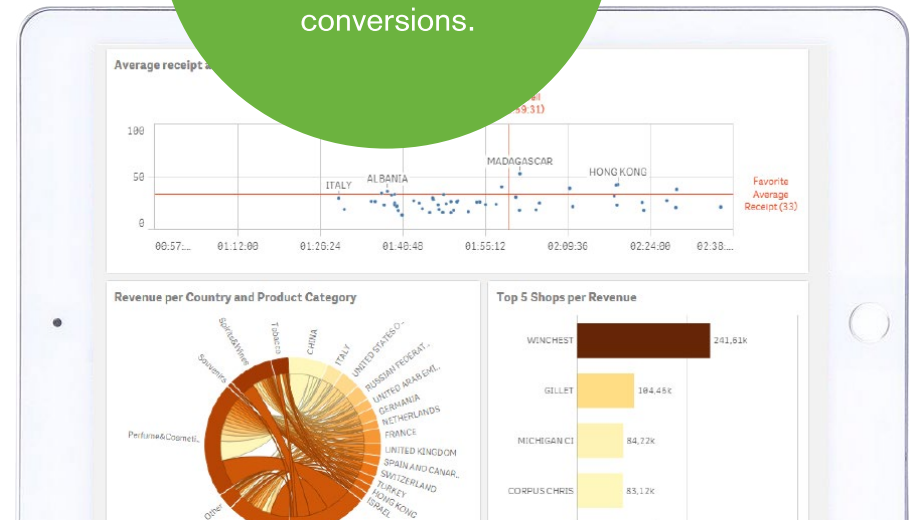 conversions.
Average receipt a
59:31)
100
50
0
MADAGASCAR
HONG KONG
ALBANIA
ITALY
Favorite
Average
Receipt (33)
00:57:...
01:12:00
01:26:24
01:40:48
01:55:12
02:09:36
02:24:00
02:38....
Revenue per Country and Product Category
Souvenirs
Spirits&Wines
Tobacco
CHINA
ITALY
UNITED STATES O...
RUSSIAN FEDERAT...
UNITED ARAB EMI...
GERMANIA
NETHERLANDS
FRANCE
UNITED KINGDOM
SPAIN AND CANAR...
SWITZERLAND
TURKEY
HONG KONG
ISRAEL
Perfume&Cosmeti...
Other
Top 5 Shops per Revenue
WINCHEST
241,61k
GILLET
104,46k
MICHIGAN CI
84,22k
CORPUS CHRIS
83,12k